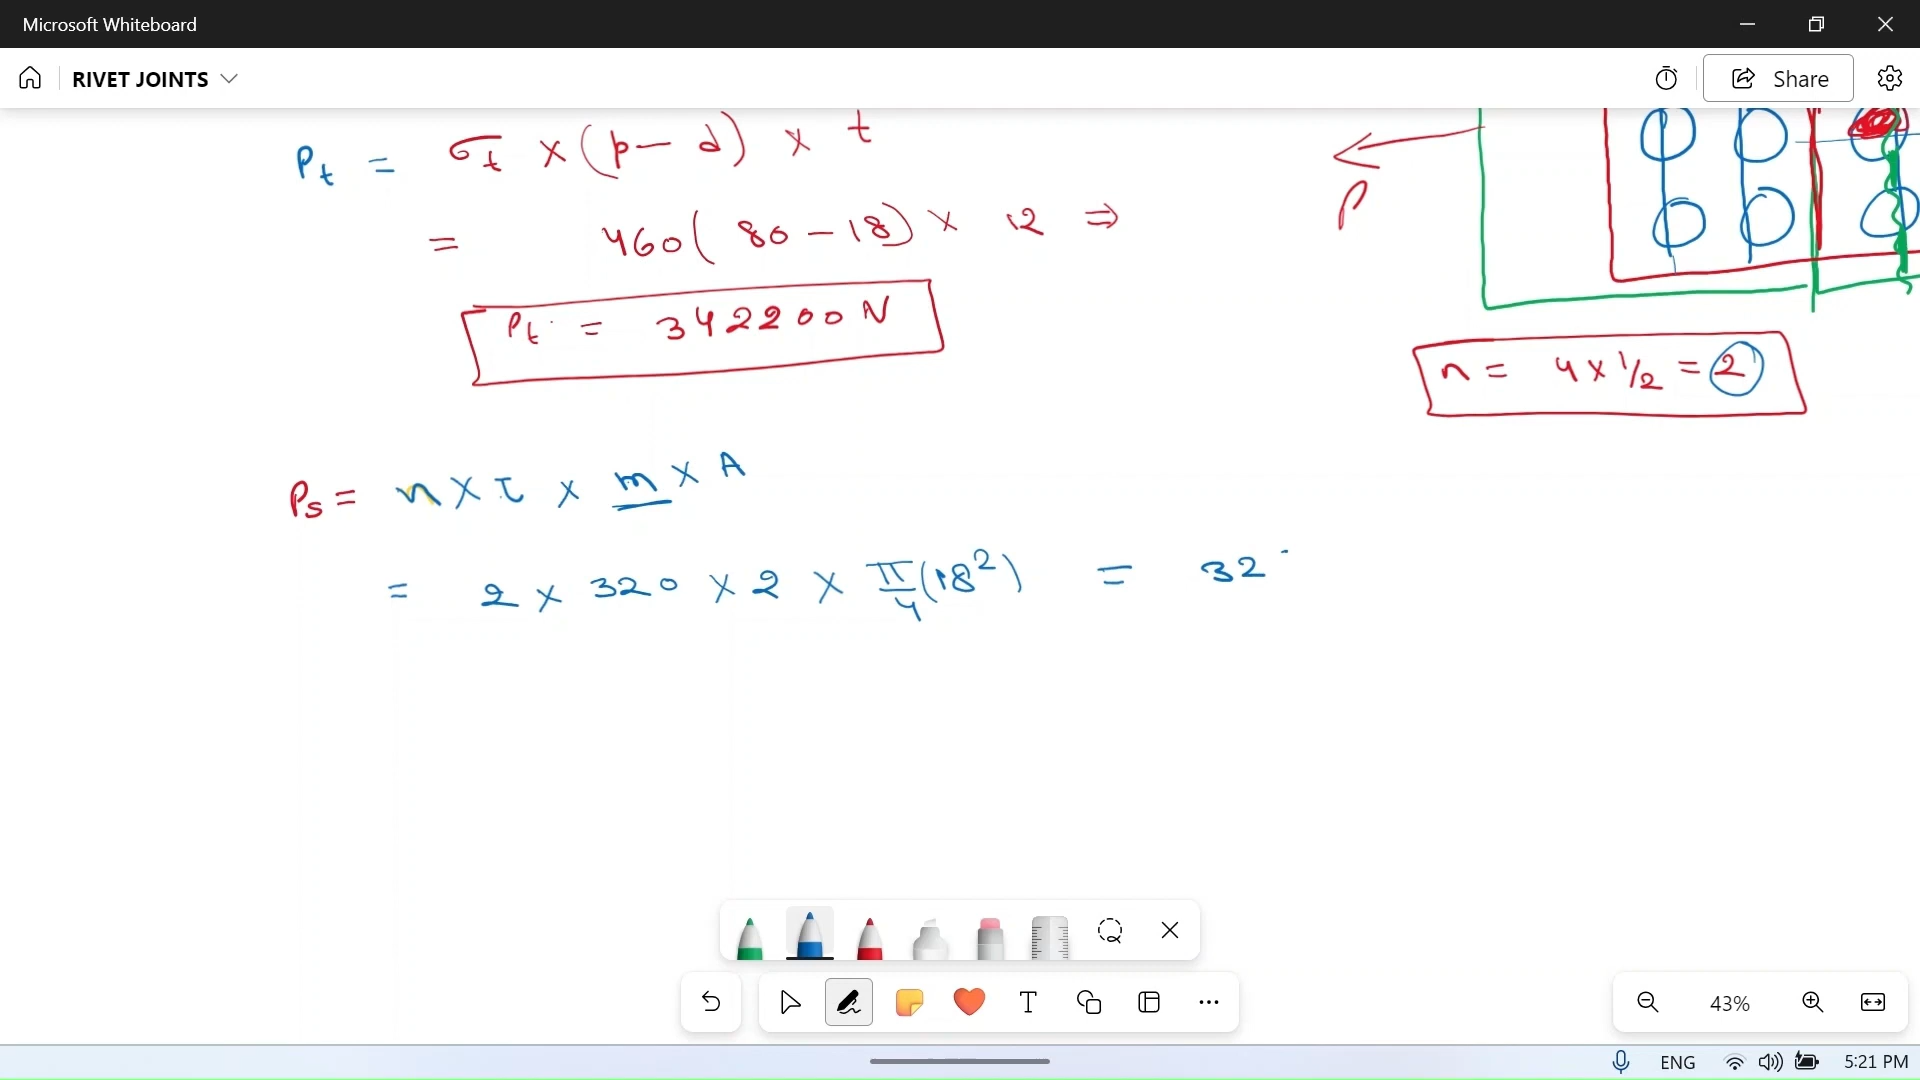 Microsoft Whiteboard
RIVET JOINTS
Share
Pt = σt × (p - d) × t
= 460 ( 80 - 18) × 12 ⇒
Pt = 342200 N
P
n = 4 × 1/2 = 2
Ps = n × τ × m × A
= 2 × 320 × 2 × π/4 (18²) = 32
T
43%
ENG
5:21 PM